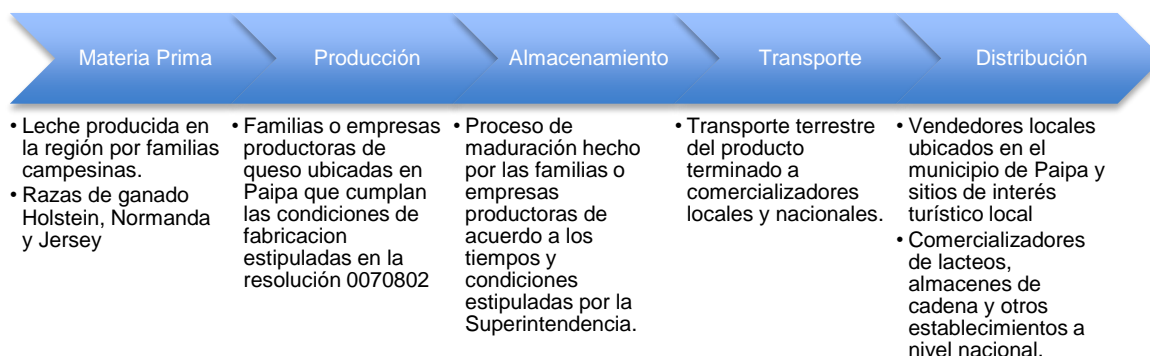 Materia Prima
Producción
Almacenamiento
Transporte
Distribución
• Leche producida en
la región por familias
campesinas.
• Razas de ganado
Holstein, Normanda
y Jersey
• Familias o empresas
productoras de
queso ubicadas en
Paipa que cumplan
las condiciones de
fabricacion
estipuladas en la
resolución 0070802
• Proceso de
maduración hecho
por las familias o
empresas
productoras de
acuerdo a los
tiempos y
condiciones
estipuladas por la
Superintendencia.
• Transporte terrestre
del producto
terminado a
comercializadores
locales y nacionales.
• Vendedores locales
ubicados en el
municipio de Paipa y
sitios de interés
turístico local
• Comercializadores
de lacteos,
almacenes de
cadena y otros
establecimientos a
nivel nacional.